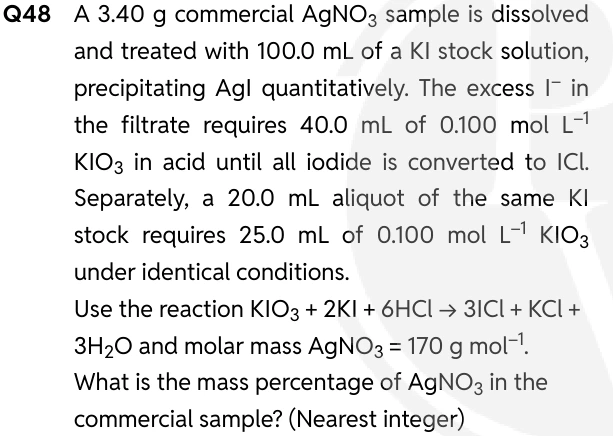 Q48 A 3.40 g commercial AgNO₃ sample is dissolved
and treated with 100.0 mL of a KI stock solution,
precipitating AgI quantitatively. The excess I⁻ in
the filtrate requires 40.0 mL of 0.100 mol L⁻¹
KIO₃ in acid until all iodide is converted to ICl.
Separately, a 20.0 mL aliquot of the same KI
stock requires 25.0 mL of 0.100 mol L⁻¹ KIO₃
under identical conditions.
Use the reaction KIO₃ + 2KI + 6HCl → 3ICl + KCl +
3H₂O and molar mass AgNO₃ = 170 g mol⁻¹.
What is the mass percentage of AgNO₃ in the
commercial sample? (Nearest integer)